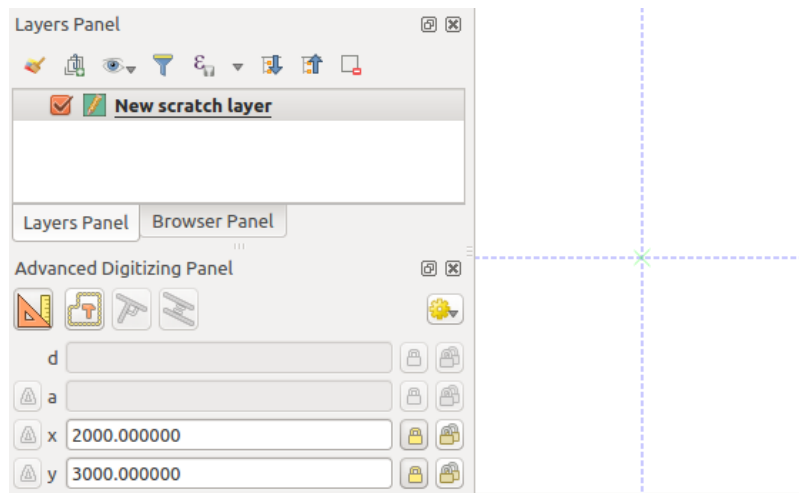 Layers Panel
New scratch layer
Layers Panel Browser Panel
Advanced Digitizing Panel
d
a
x 2000.000000
y 3000.000000